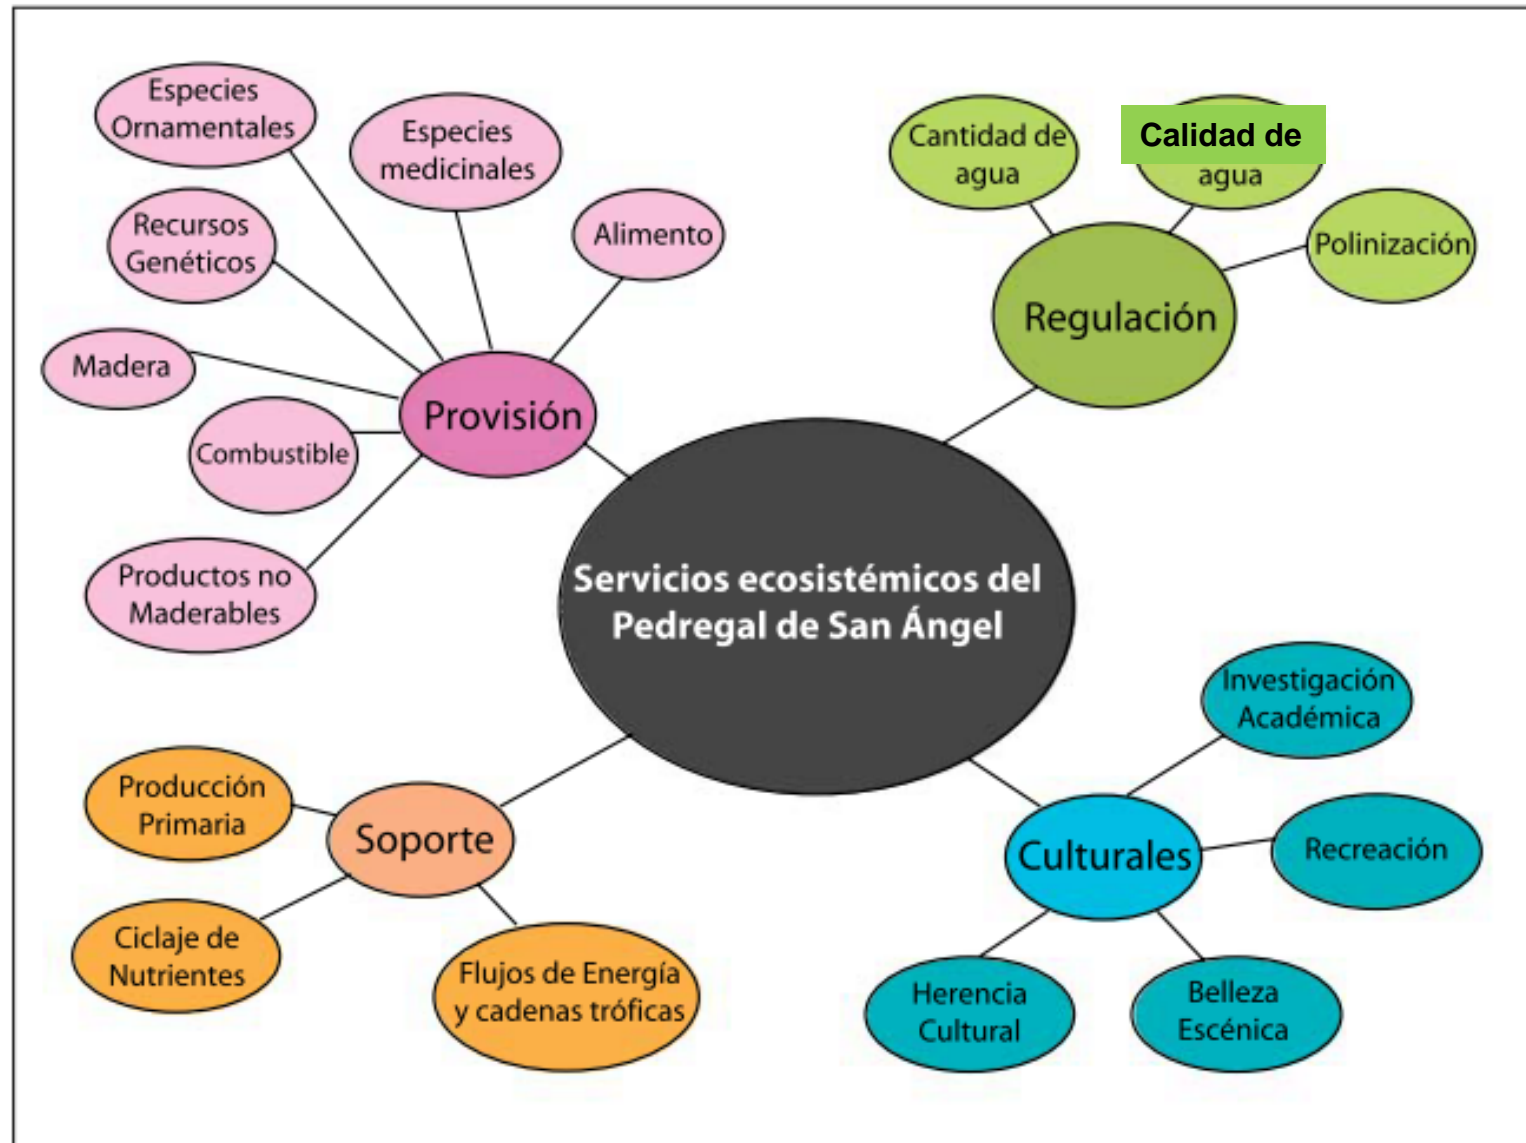 Especies
Ornamentales
Especies
medicinales
Alimento
Recursos
Genéticos
Madera
Combustible
Productos no
Maderables
Provisión
Cantidad de
agua
Calidad de
agua
Polinización
Regulación
Servicios ecosistémicos del
Pedregal de San Ángel
Producción
Primaria
Soporte
Ciclaje de
Nutrientes
Flujos de Energía
y cadenas tróficas
Investigación
Académica
Culturales
Recreación
Herencia
Cultural
Belleza
Escénica